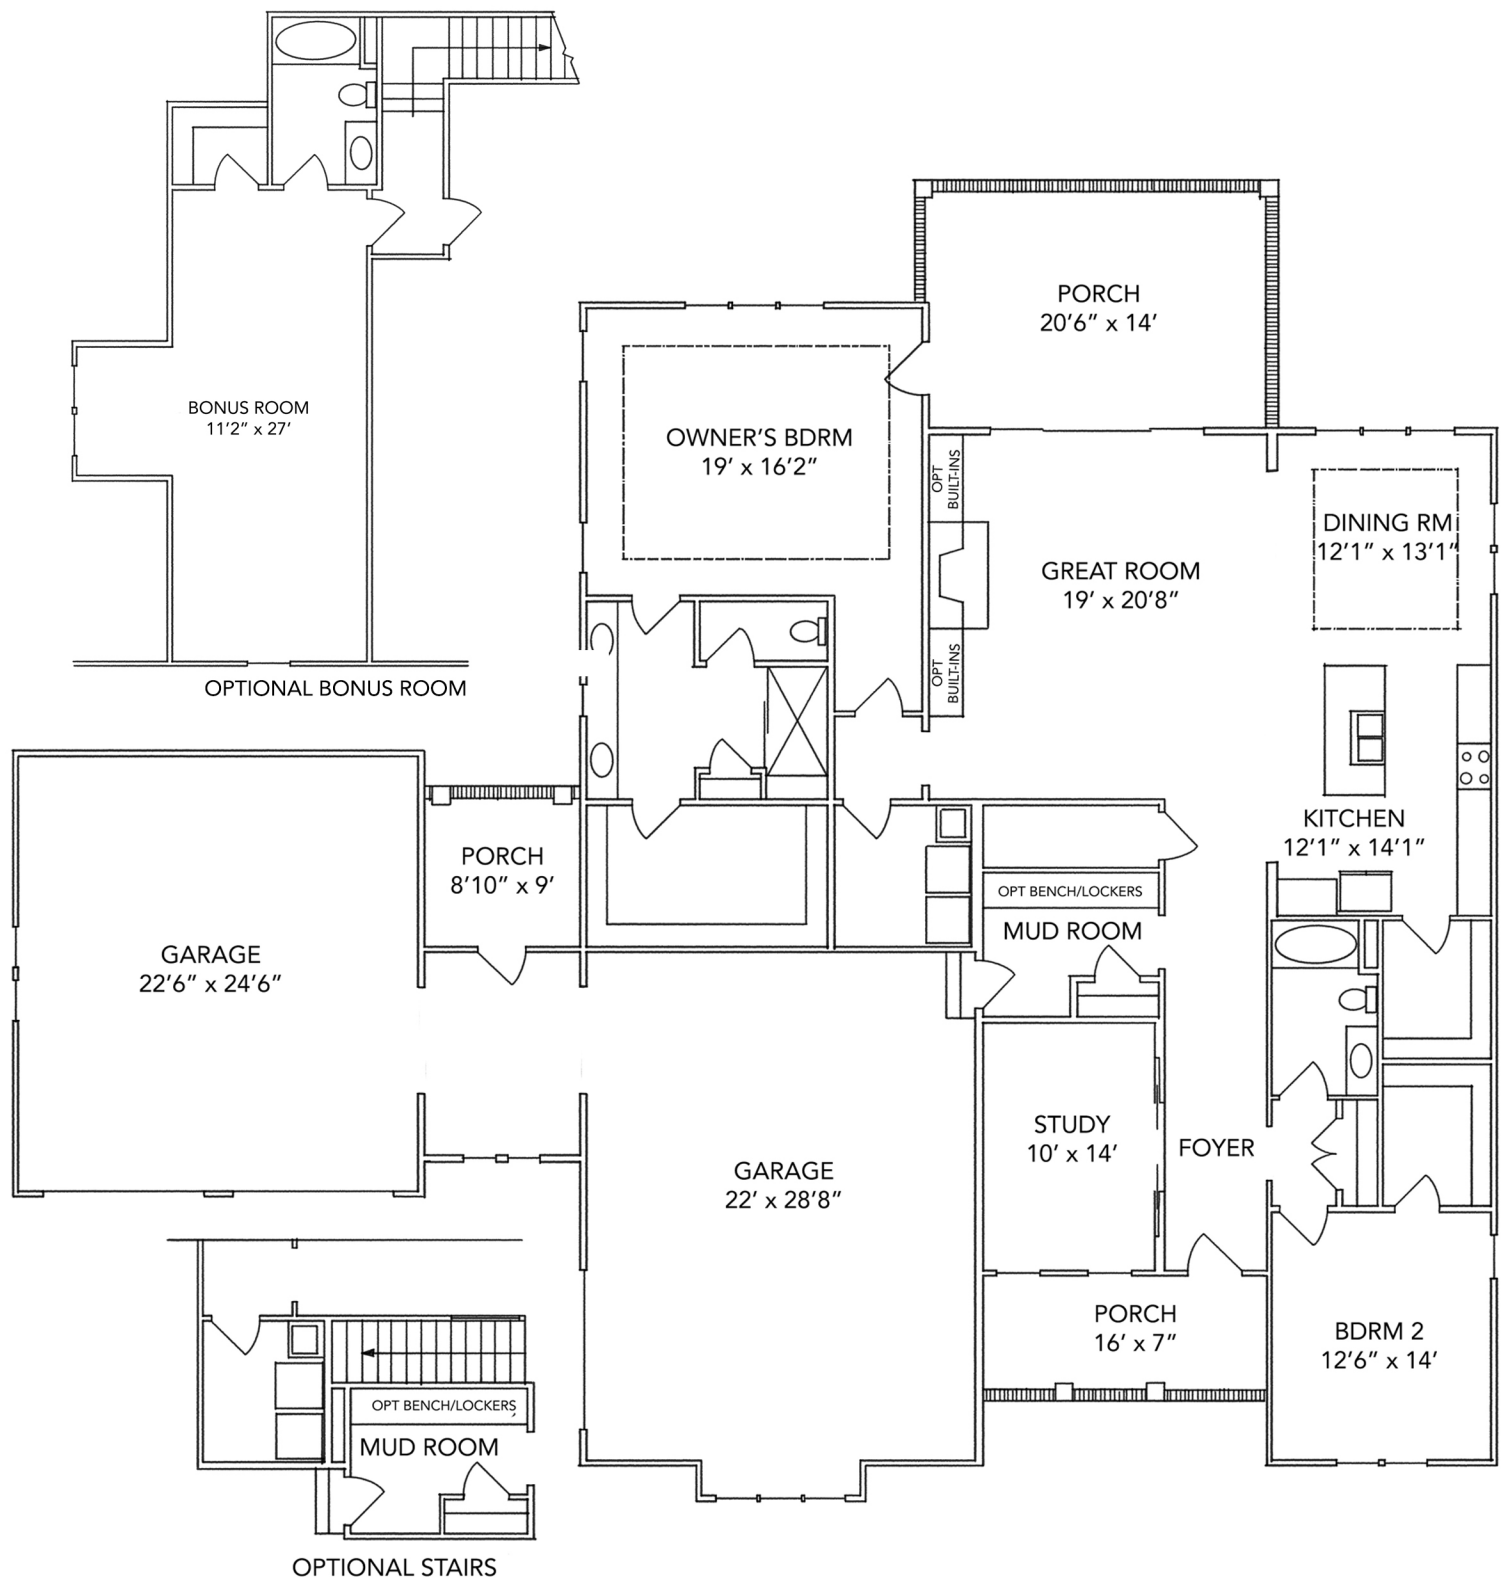 PORCH
20'6” x 14'
BONUS ROOM
11'2” x 27'
OWNER'S BDRM
19' x 16'2”
OPT
BUILT-INS
DINING RM
12'1” x 13'1”
GREAT ROOM
19' x 20'8”
OPT
BUILT-INS
OPTIONAL BONUS ROOM
KITCHEN
12'1” x 14'1”
PORCH
8'10” x 9'
OPT BENCH/LOCKERS
MUD ROOM
GARAGE
22'6” x 24'6”
STUDY
10' x 14'
FOYER
GARAGE
22' x 28'8”
PORCH
16' x 7”
BDRM 2
12'6” x 14'
OPT BENCH/LOCKERS
MUD ROOM
OPTIONAL STAIRS